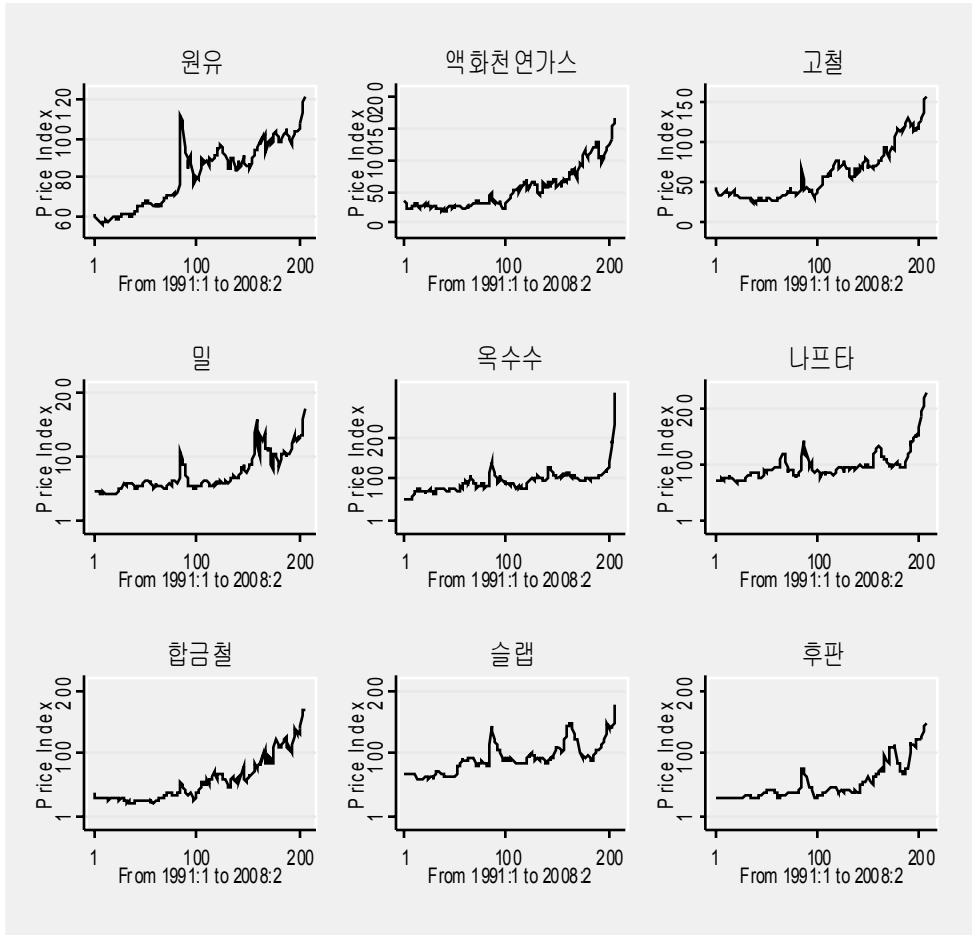 원유
Price Index
60 80 100 120
1 100 200
From 1991:1 to 2008:2
액화천연가스
Price Index
0 50 100 150 200
1 100 200
From 1991:1 to 2008:2
고철
Price Index
0 50 100 150
1 100 200
From 1991:1 to 2008:2
밀
Price Index
1 100 200
1 100 200
From 1991:1 to 2008:2
옥수수
Price Index
1 100 200
1 100 200
From 1991:1 to 2008:2
나프타
Price Index
1 100 200
1 100 200
From 1991:1 to 2008:2
합금철
Price Index
1 100 200
1 100 200
From 1991:1 to 2008:2
슬랩
Price Index
1 100 200
1 100 200
From 1991:1 to 2008:2
후판
Price Index
1 100 200
1 100 200
From 1991:1 to 2008:2